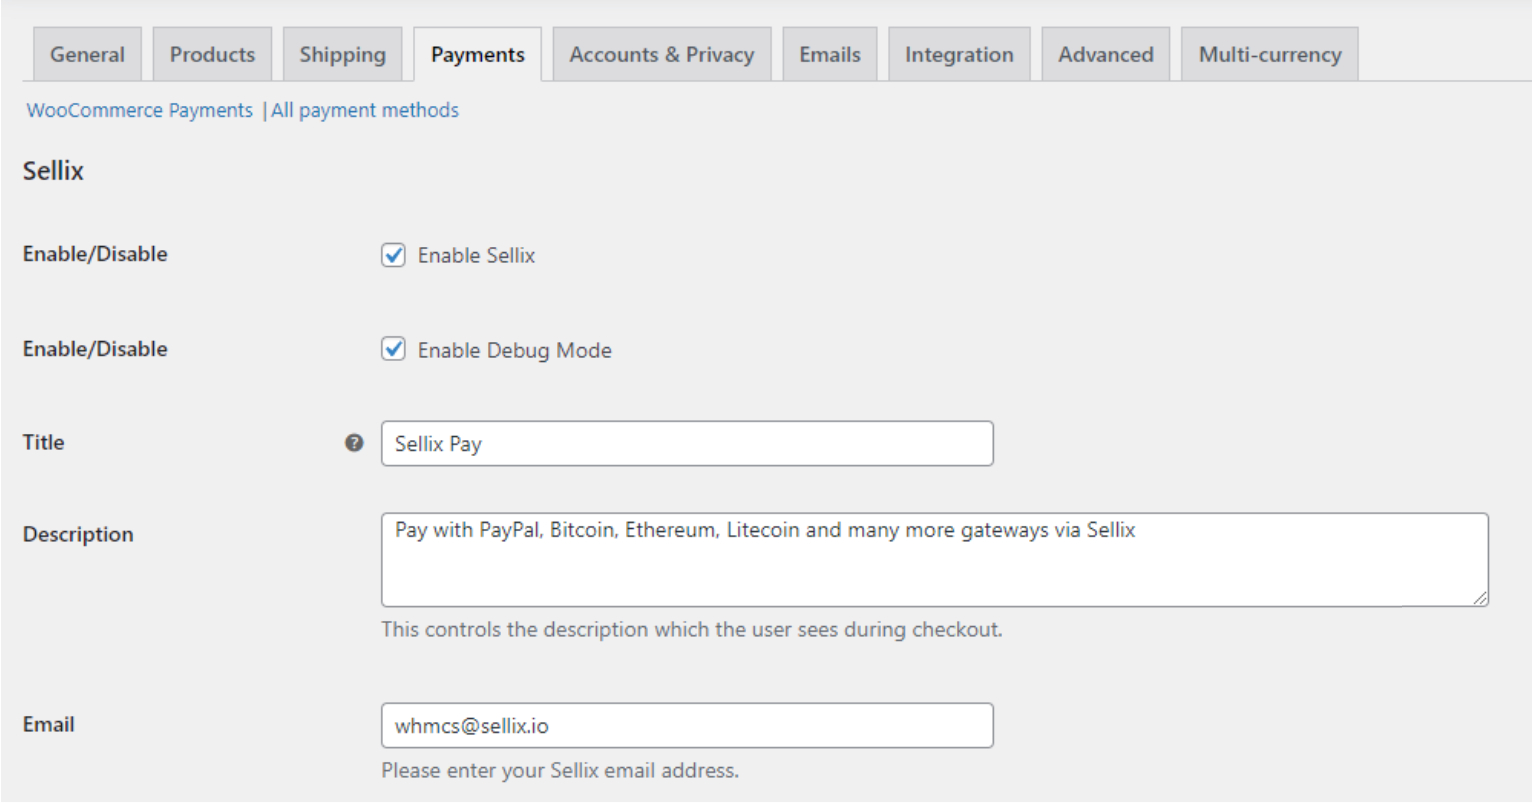 General Products Shipping Payments Accounts & Privacy Emails Integration Advanced Multi-currency
WooCommerce Payments | All payment methods
Sellix
Enable/Disable Enable Sellix
Enable/Disable Enable Debug Mode
Title ? Sellix Pay
Description Pay with PayPal, Bitcoin, Ethereum, Litecoin and many more gateways via Sellix
This controls the description which the user sees during checkout.
Email whmcs@sellix.io
Please enter your Sellix email address.